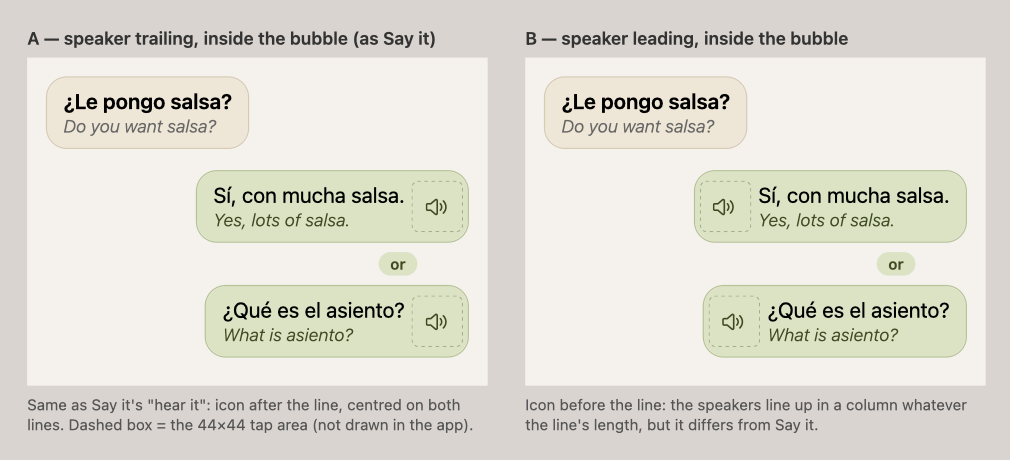 A — speaker trailing, inside the bubble (as Say it)
¿Le pongo salsa?
Do you want salsa?
Sí, con mucha salsa.
Yes, lots of salsa.
or
¿Qué es el asiento?
What is asiento?
Same as Say it's "hear it": icon after the line, centred on both
lines. Dashed box = the 44×44 tap area (not drawn in the app).
B — speaker leading, inside the bubble
¿Le pongo salsa?
Do you want salsa?
Sí, con mucha salsa.
Yes, lots of salsa.
or
¿Qué es el asiento?
What is asiento?
Icon before the line: the speakers line up in a column whatever
the line's length, but it differs from Say it.